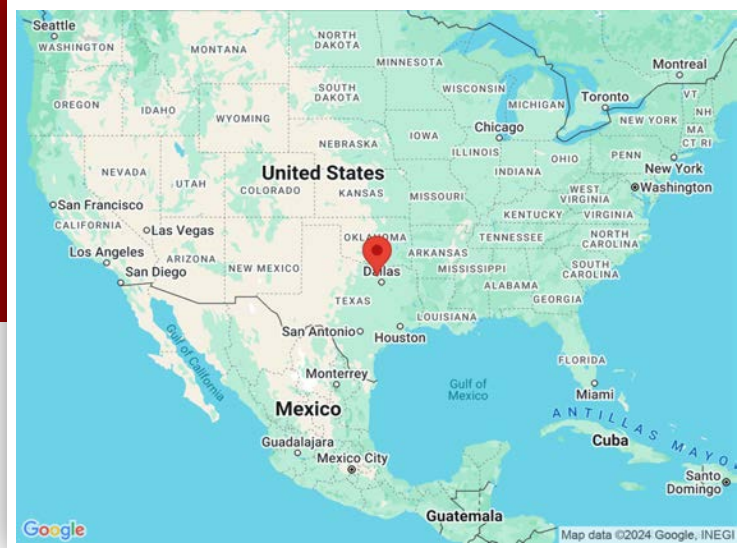 Seattle
WASHINGTON
MONTANA
NORTH
DAKOTA
MINNESOTA
Montreal
OREGON
IDAHO
WYOMING
SOUTH
DAKOTA
WISCONSIN
MICHIGAN
Toronto
VT
NH
NEW YORK
MA
CT RI
NEBRASKA
IOWA
Chicago
ILLINOIS
INDIANA
OHIO
PENN
New York
NEVADA
UTAH
COLORADO
United States
KANSAS
MISSOURI
WEST
VIRGINIA
Washington
KENTUCKY
VIRGINIA
San Francisco
CALIFORNIA
Las Vegas
Los Angeles
ARIZONA
NEW MEXICO
OKLAHOMA
ARKANSAS
TENNESSEE
NORTH
CAROLINA
San Diego
Dallas
MISSISSIPPI
SOUTH
CAROLINA
ALABAMA
GEORGIA
TEXAS
LOUISIANA
San Antonio
Houston
Gulf of
California
FLORIDA
Monterrey
Gulf of
Mexico
Miami
Mexico
ANTILLAS MAYO
Guadalajara
Cuba
Mexico City
Santo
Domingo
Guatemala
Google
Map data ©2024 Google, INEGI